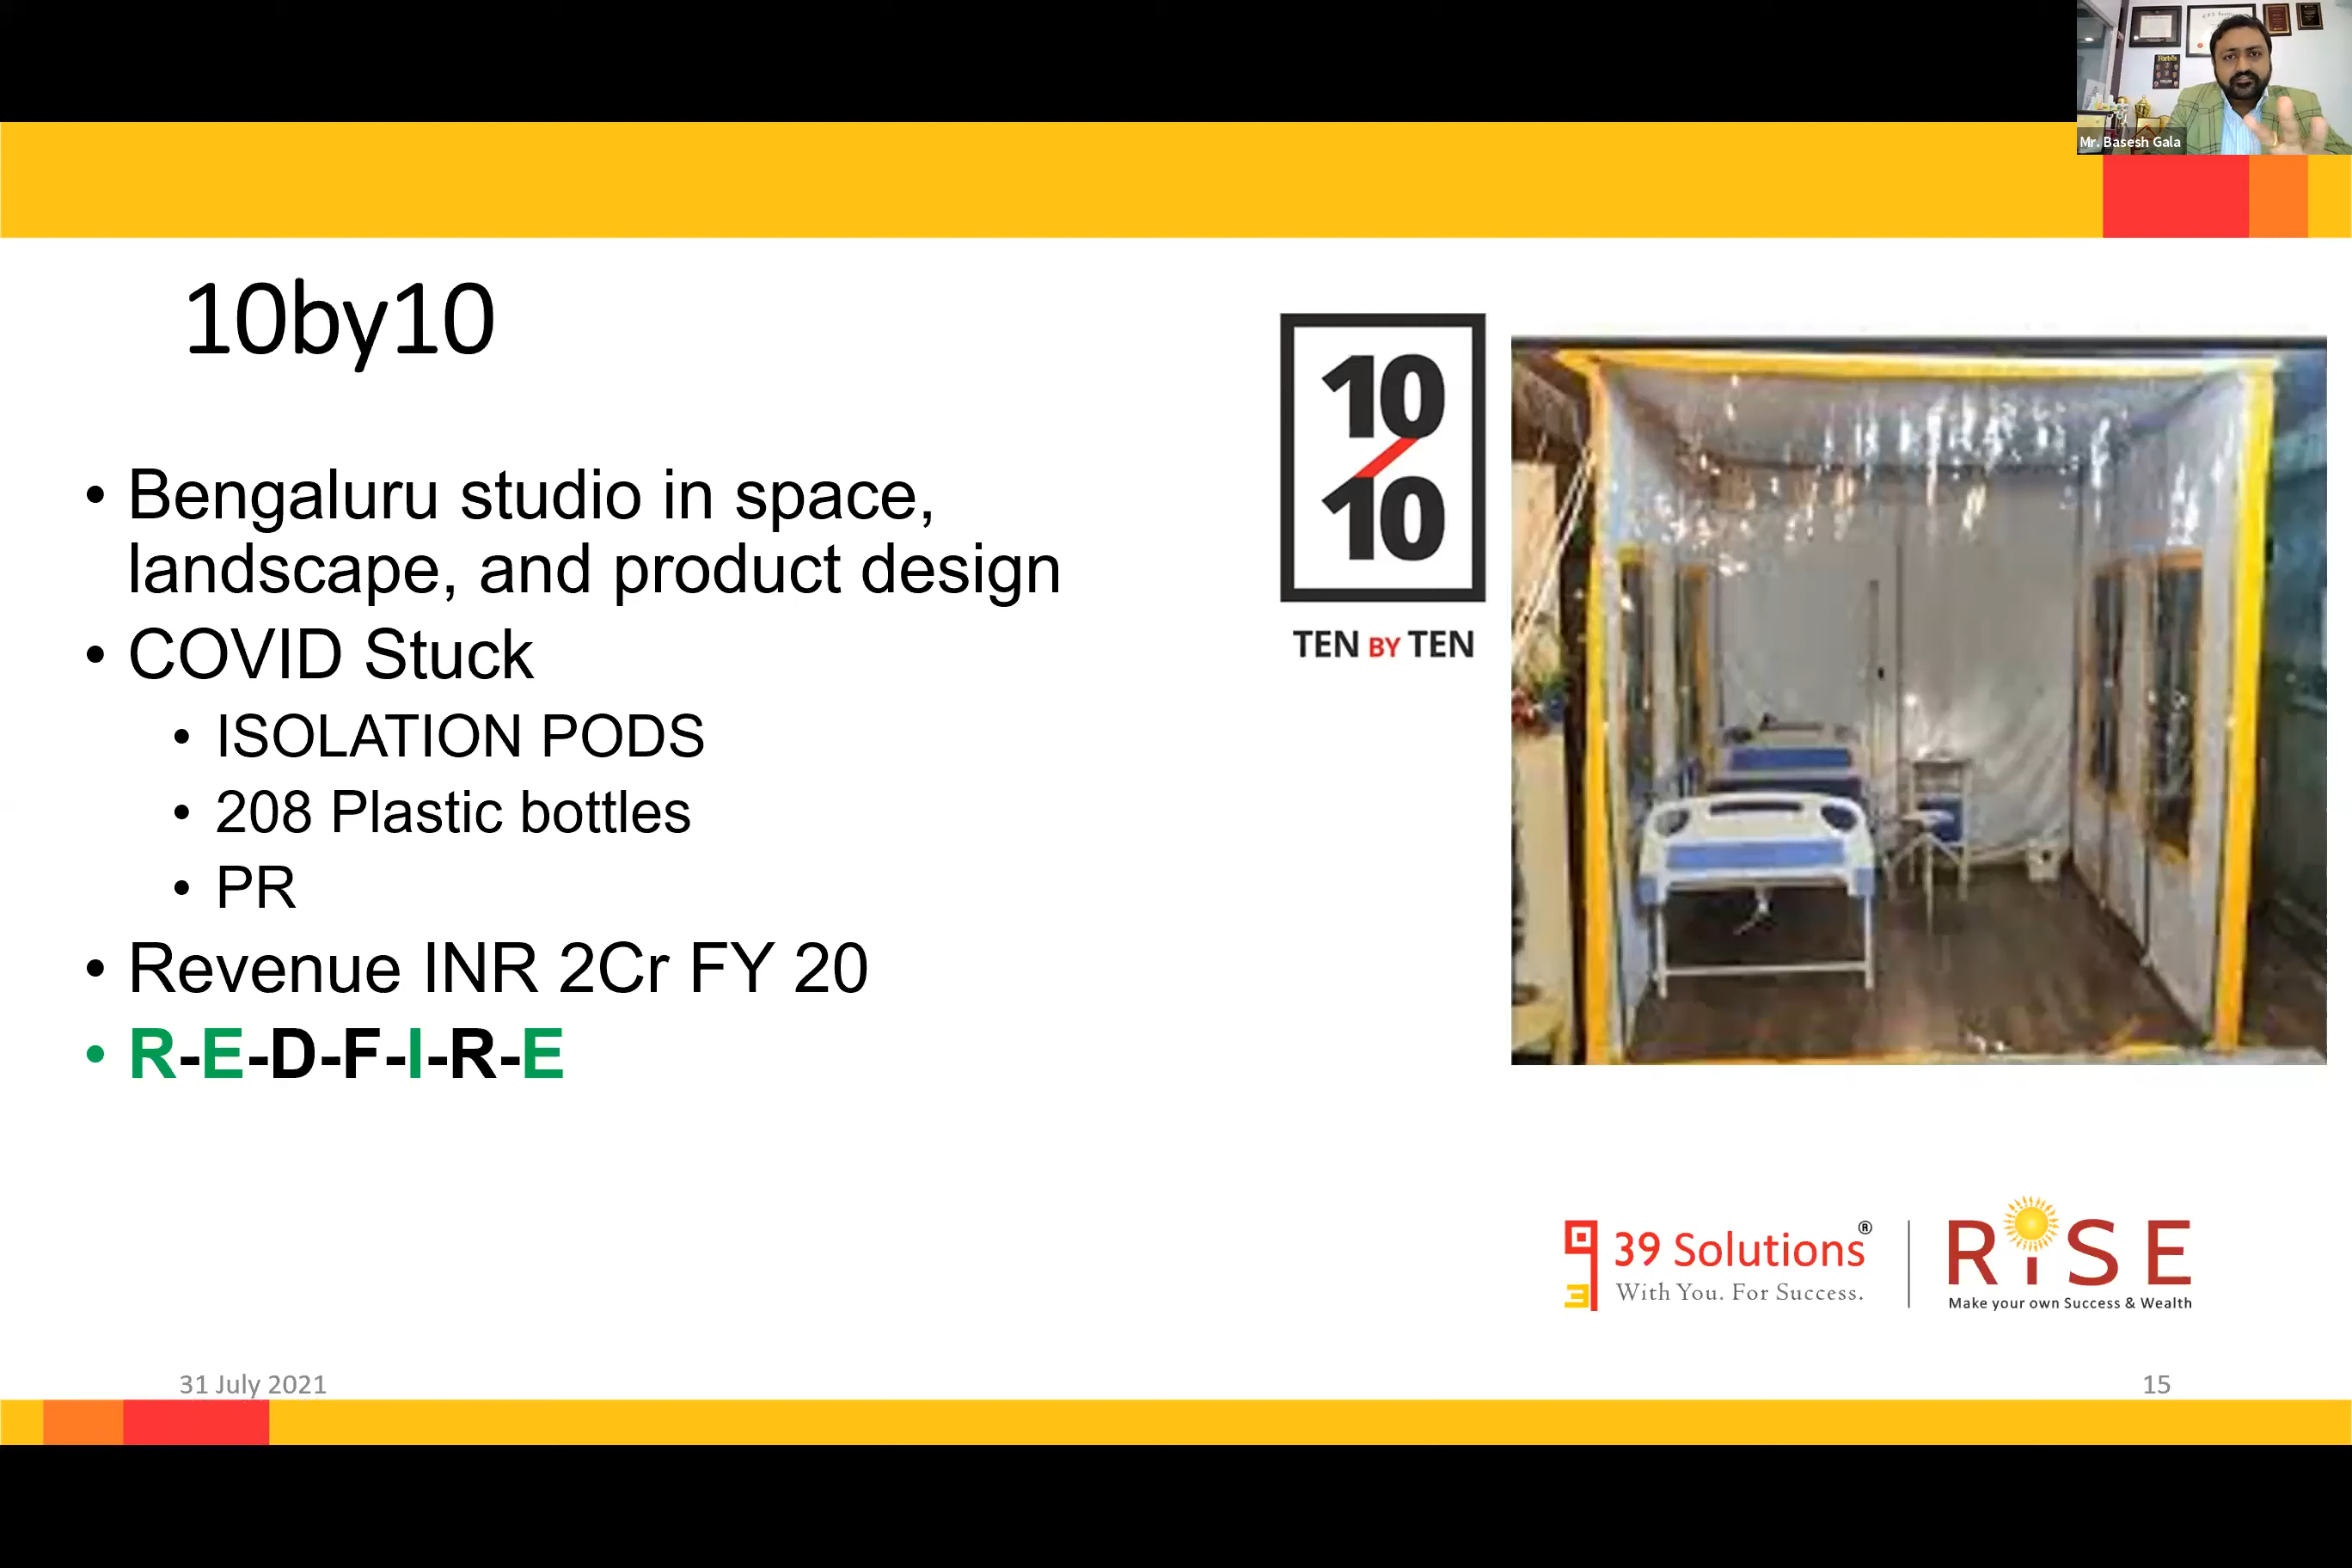 Forbes
Mr. Basesh Gala
10by10
• Bengaluru studio in space,
landscape, and product design
• COVID Stuck
• ISOLATION PODS
• 208 Plastic bottles
• PR
• Revenue INR 2Cr FY 20
• R-E-D-F-I-R-E
10
10
TEN BY TEN
39 Solutions®
With You. For Success.
RISE
Make your own Success & Wealth
31 July 2021
15